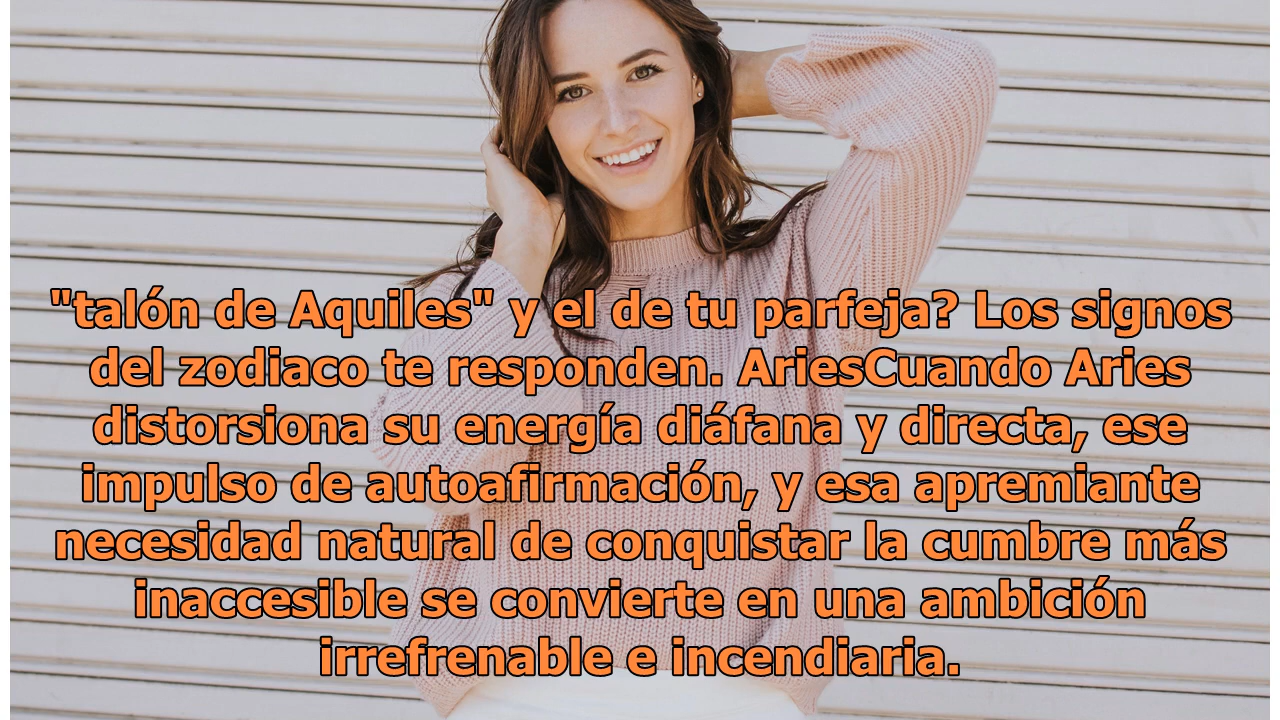 "talón de Aquiles" y el de tu parfeja? Los signos
del zodiaco te responden. AriesCuando Aries
distorsiona su energía diáfana y directa, ese
impulso de autoafirmación, y esa apremiante
necesidad natural de conquistar la cumbre más
inaccesible se convierte en una ambición
irrefrenable e incendiaria.